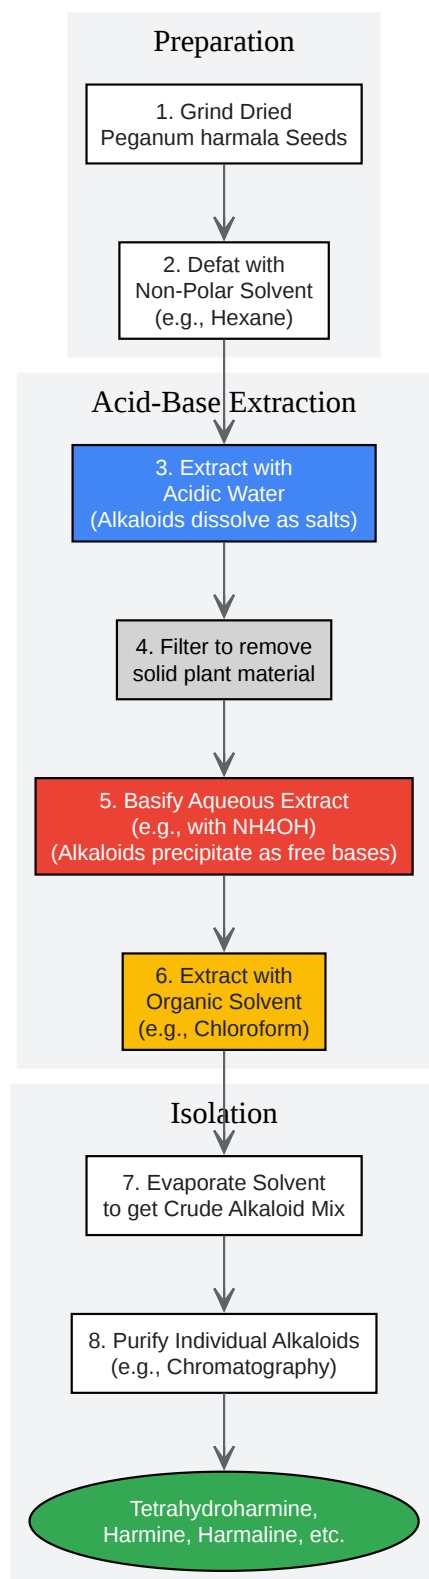 Preparation
1. Grind Dried
Peganum harmala Seeds
2. Defat with
Non-Polar Solvent
(e.g., Hexane)
Acid-Base Extraction
3. Extract with
Acidic Water
(Alkaloids dissolve as salts)
4. Filter to remove
solid plant material
5. Basify Aqueous Extract
(e.g., with NH4OH)
(Alkaloids precipitate as free bases)
6. Extract with
Organic Solvent
(e.g., Chloroform)
Isolation
7. Evaporate Solvent
to get Crude Alkaloid Mix
8. Purify Individual Alkaloids
(e.g., Chromatography)
Tetrahydroharmine,
Harmine, Harmaline, etc.